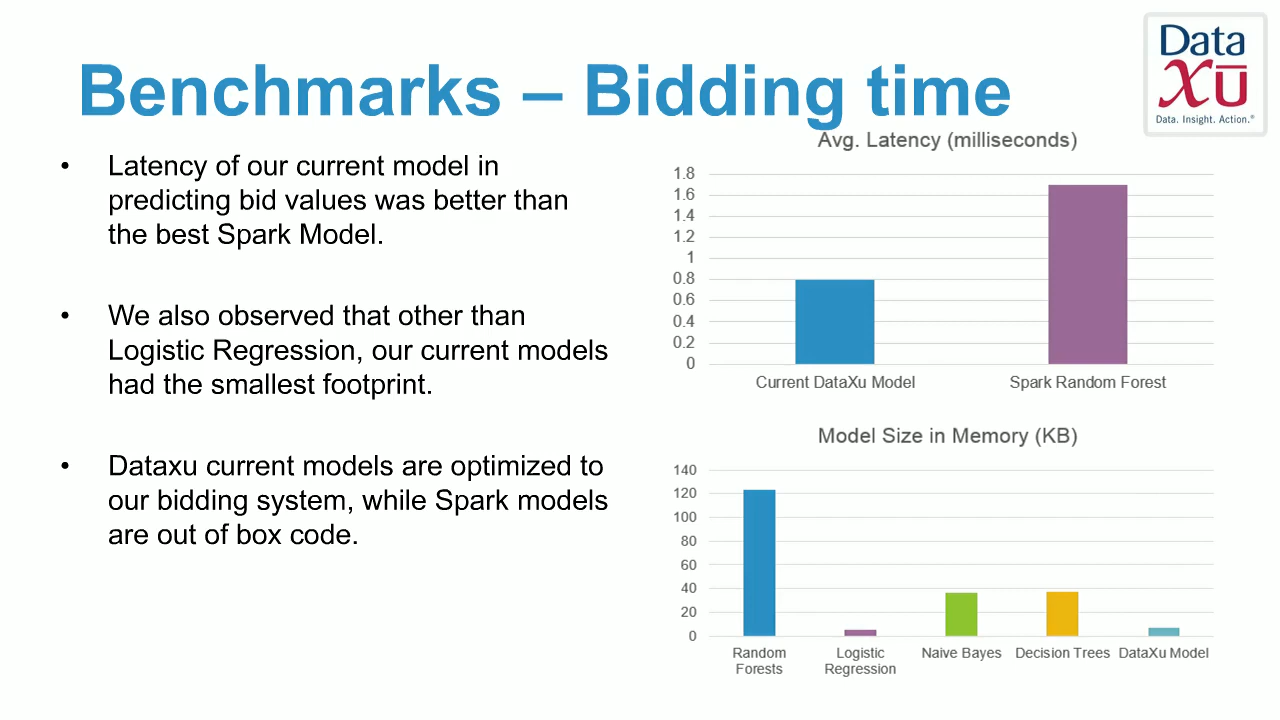 Data
Xū
Data. Insight. Action.®
Benchmarks – Bidding time
• Latency of our current model in
predicting bid values was better than
the best Spark Model.
• We also observed that other than
Logistic Regression, our current models
had the smallest footprint.
• Dataxu current models are optimized to
our bidding system, while Spark models
are out of box code.
Avg. Latency (milliseconds)
1.8
1.6
1.4
1.2
1
0.8
0.6
0.4
0.2
0
Current DataXu Model
Spark Random Forest
Model Size in Memory (KB)
140
120
100
80
60
40
20
0
Random
Forests
Logistic
Regression
Naive Bayes
Decision Trees
DataXu Model